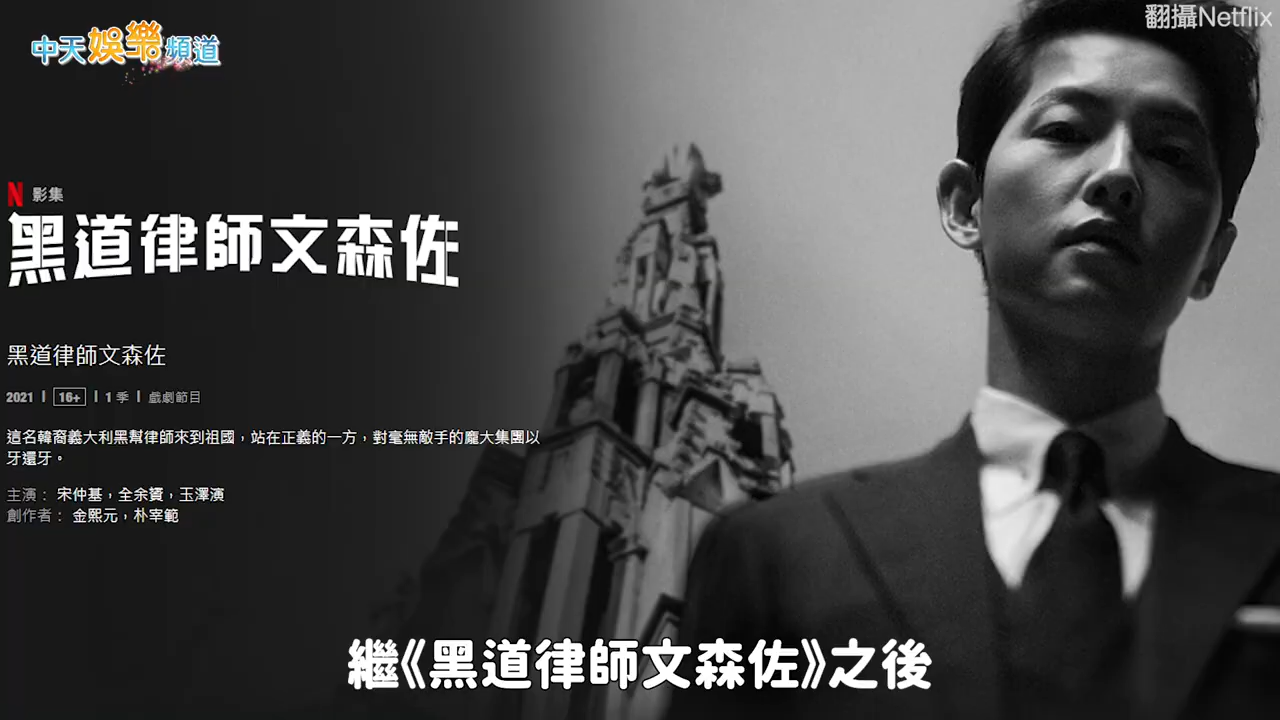 翻攝Netflix
中天娛樂頻道
N 影集
黑道律師文森佐
黑道律師文森佐
2021 | 16+ | 1 季 | 戲劇節目
這名韓裔義大利黑幫律師來到祖國，站在正義的一方，對毫無敵手的龐大集團以
牙還牙。
主演： 宋仲基，全余贇，玉澤演
創作者： 金熙元，朴宰範
繼《黑道律師文森佐》之後